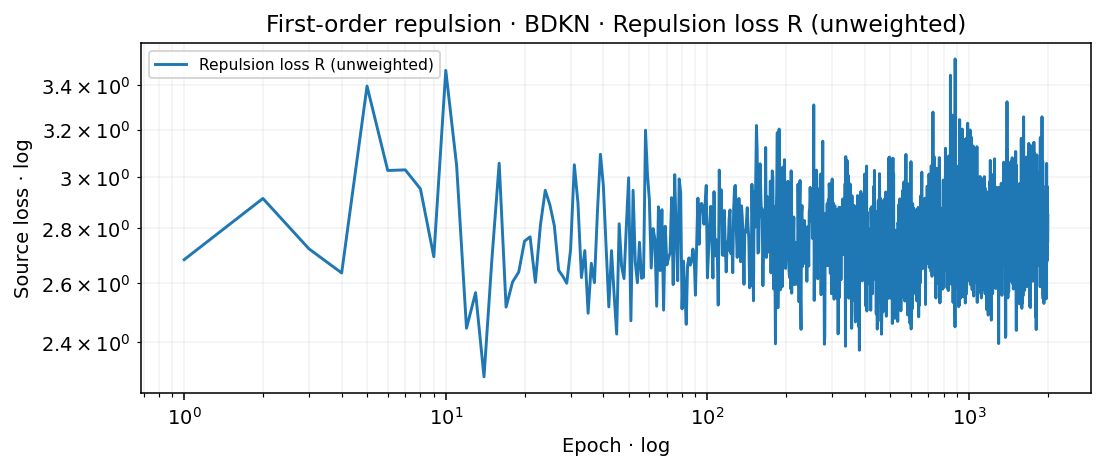 First-order repulsion · BDKN · Repulsion loss R (unweighted)
Repulsion loss R (unweighted)
Source loss · log
3.4 × 10⁰
3.2 × 10⁰
3 × 10⁰
2.8 × 10⁰
2.6 × 10⁰
2.4 × 10⁰
10⁰ 10¹ 10² 10³
Epoch · log